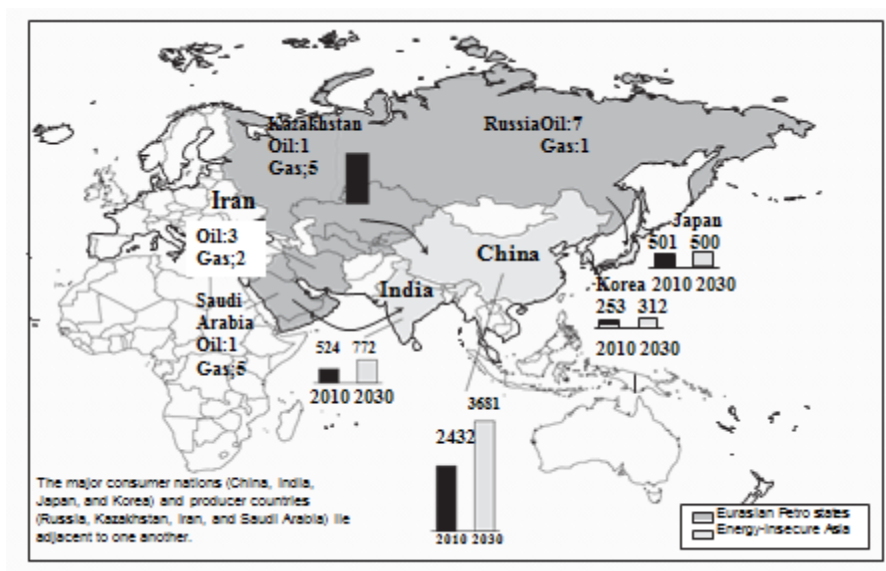 Kazakhstan
Oil:1
Gas;5
RussiaOil:7
Gas:1
Iran
Oil:3
Gas;2
Saudi
Arabia
Oil:1
Gas;5
China
India
Japan
501 500
2010 2030
Korea
253 312
2010 2030
524 772
2010 2030
3681
2432
2010 2030
The major consumer nations (China, India,
Japan, and Korea) and producer countries
(Russia, Kazakhstan, Iran, and Saudi Arabia) lie
adjacent to one another.
Eurasian Petro states
Energy-Insecure Asia